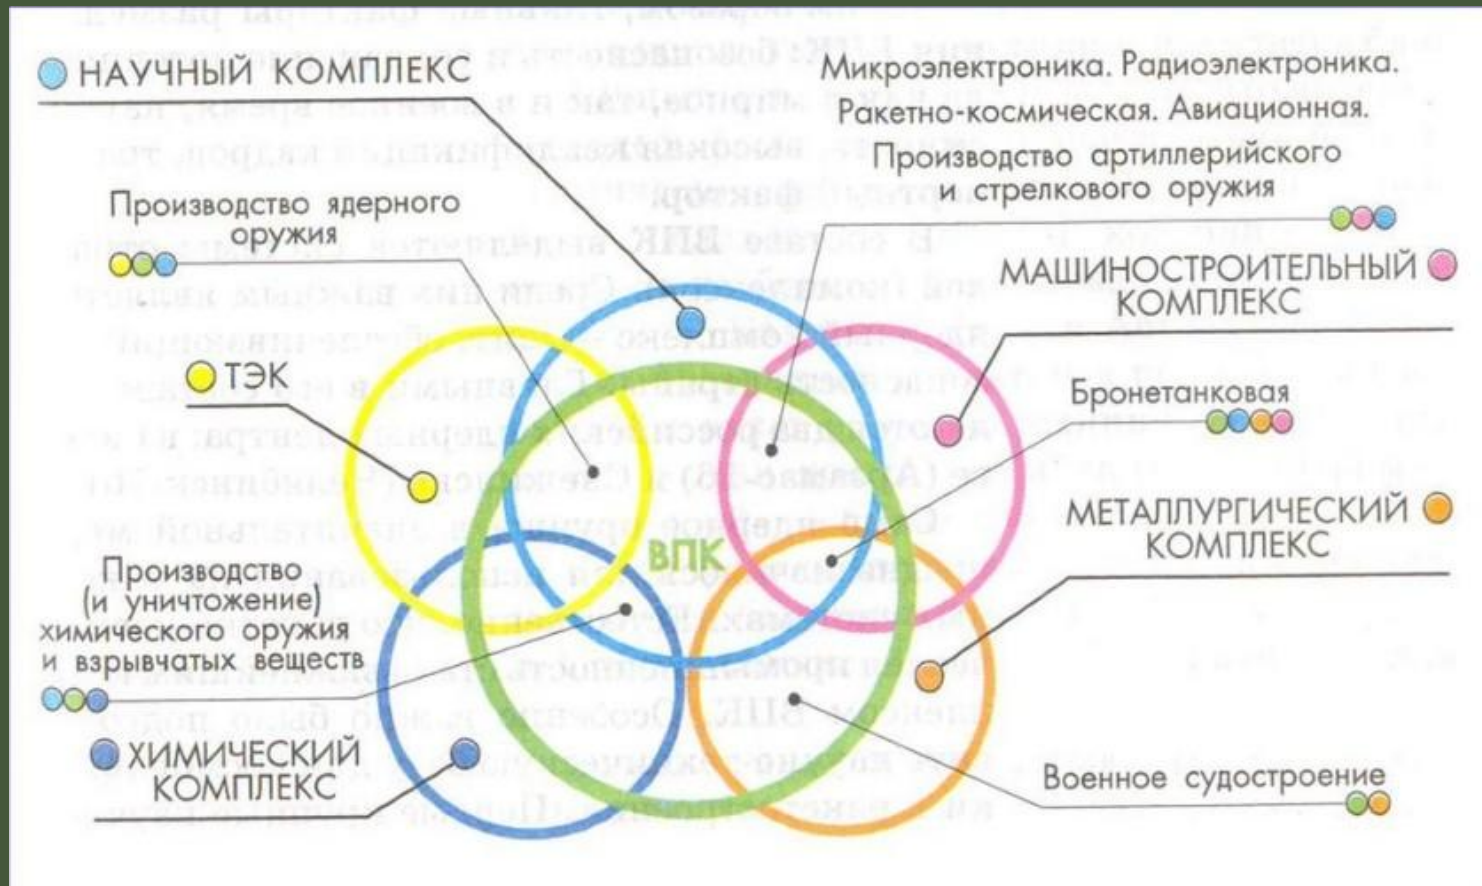 НАУЧНЫЙ КОМПЛЕКС
Микроэлектроника. Радиоэлектроника.
Ракетно-космическая. Авиационная.
Производство артиллерийского
и стрелкового оружия
Производство ядерного
оружия
МАШИНОСТРОИТЕЛЬНЫЙ
КОМПЛЕКС
ТЭК
Бронетанковая
МЕТАЛЛУРГИЧЕСКИЙ
КОМПЛЕКС
ВПК
Производство
(и уничтожение)
химического оружия
и взрывчатых веществ
ХИМИЧЕСКИЙ
КОМПЛЕКС
Военное судостроение